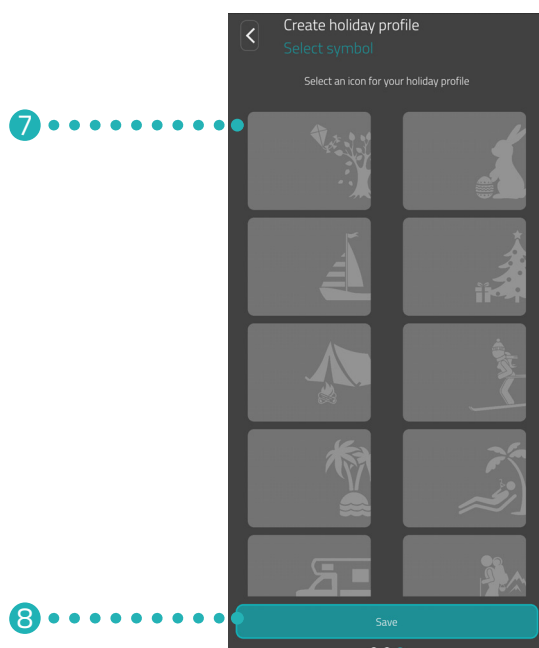 Create holiday profile
Select symbol
Select an icon for your holiday profile
7
8
Save